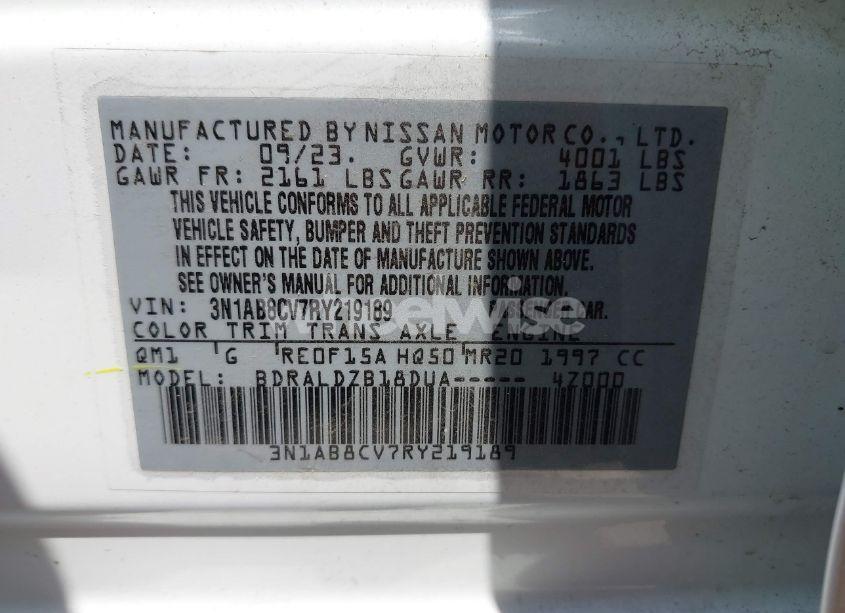 MANUFACTURED BY NISSAN MOTOR CO., LTD.
DATE: 09/23. GVWR: 4001 LBS
GAWR FR: 2161 LBS GAWR RR: 1863 LBS
THIS VEHICLE CONFORMS TO ALL APPLICABLE FEDERAL MOTOR
VEHICLE SAFETY, BUMPER AND THEFT PREVENTION STANDARDS
IN EFFECT ON THE DATE OF MANUFACTURE SHOWN ABOVE.
SEE OWNER'S MANUAL FOR ADDITIONAL INFORMATION
VIN: 3N1AB8CV7RY219189 PASSENGER CAR.
COLOR TRIM TRANS AXLE ENGINE
QM1 G RE0F15A HQ50 MR20 1997 CC
MODEL: BDRALDZB18DUA----- 4Z000
3N1AB8CV7RY219189